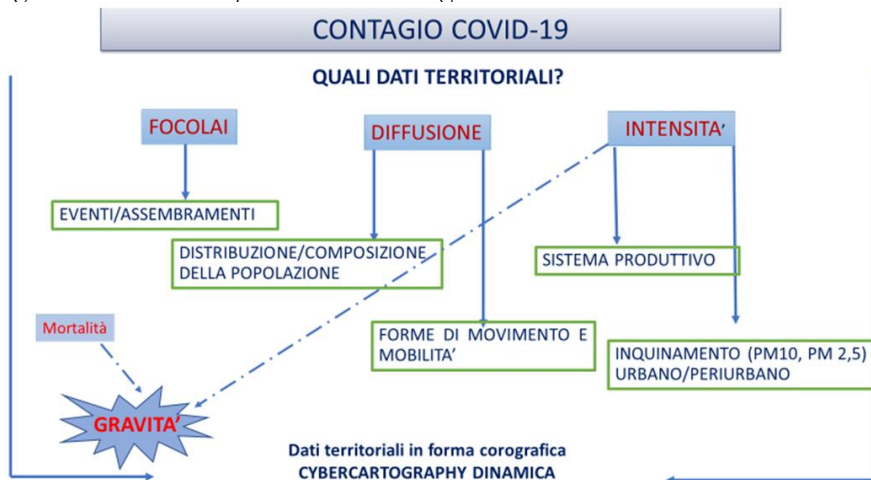 CONTAGIO COVID-19
QUALI DATI TERRITORIALI?
FOCOLAI
DIFFUSIONE
INTENSITA'
EVENTI/ASSEMBRAMENTI
DISTRIBUZIONE/COMPOSIZIONE
DELLA POPOLAZIONE
SISTEMA PRODUTTIVO
Mortalità
FORME DI MOVIMENTO E
MOBILITA'
INQUINAMENTO (PM10, PM 2,5)
URBANO/PERIURBANO
GRAVITA'
Dati territoriali in forma corografica
CYBERCARTOGRAPHY DINAMICA